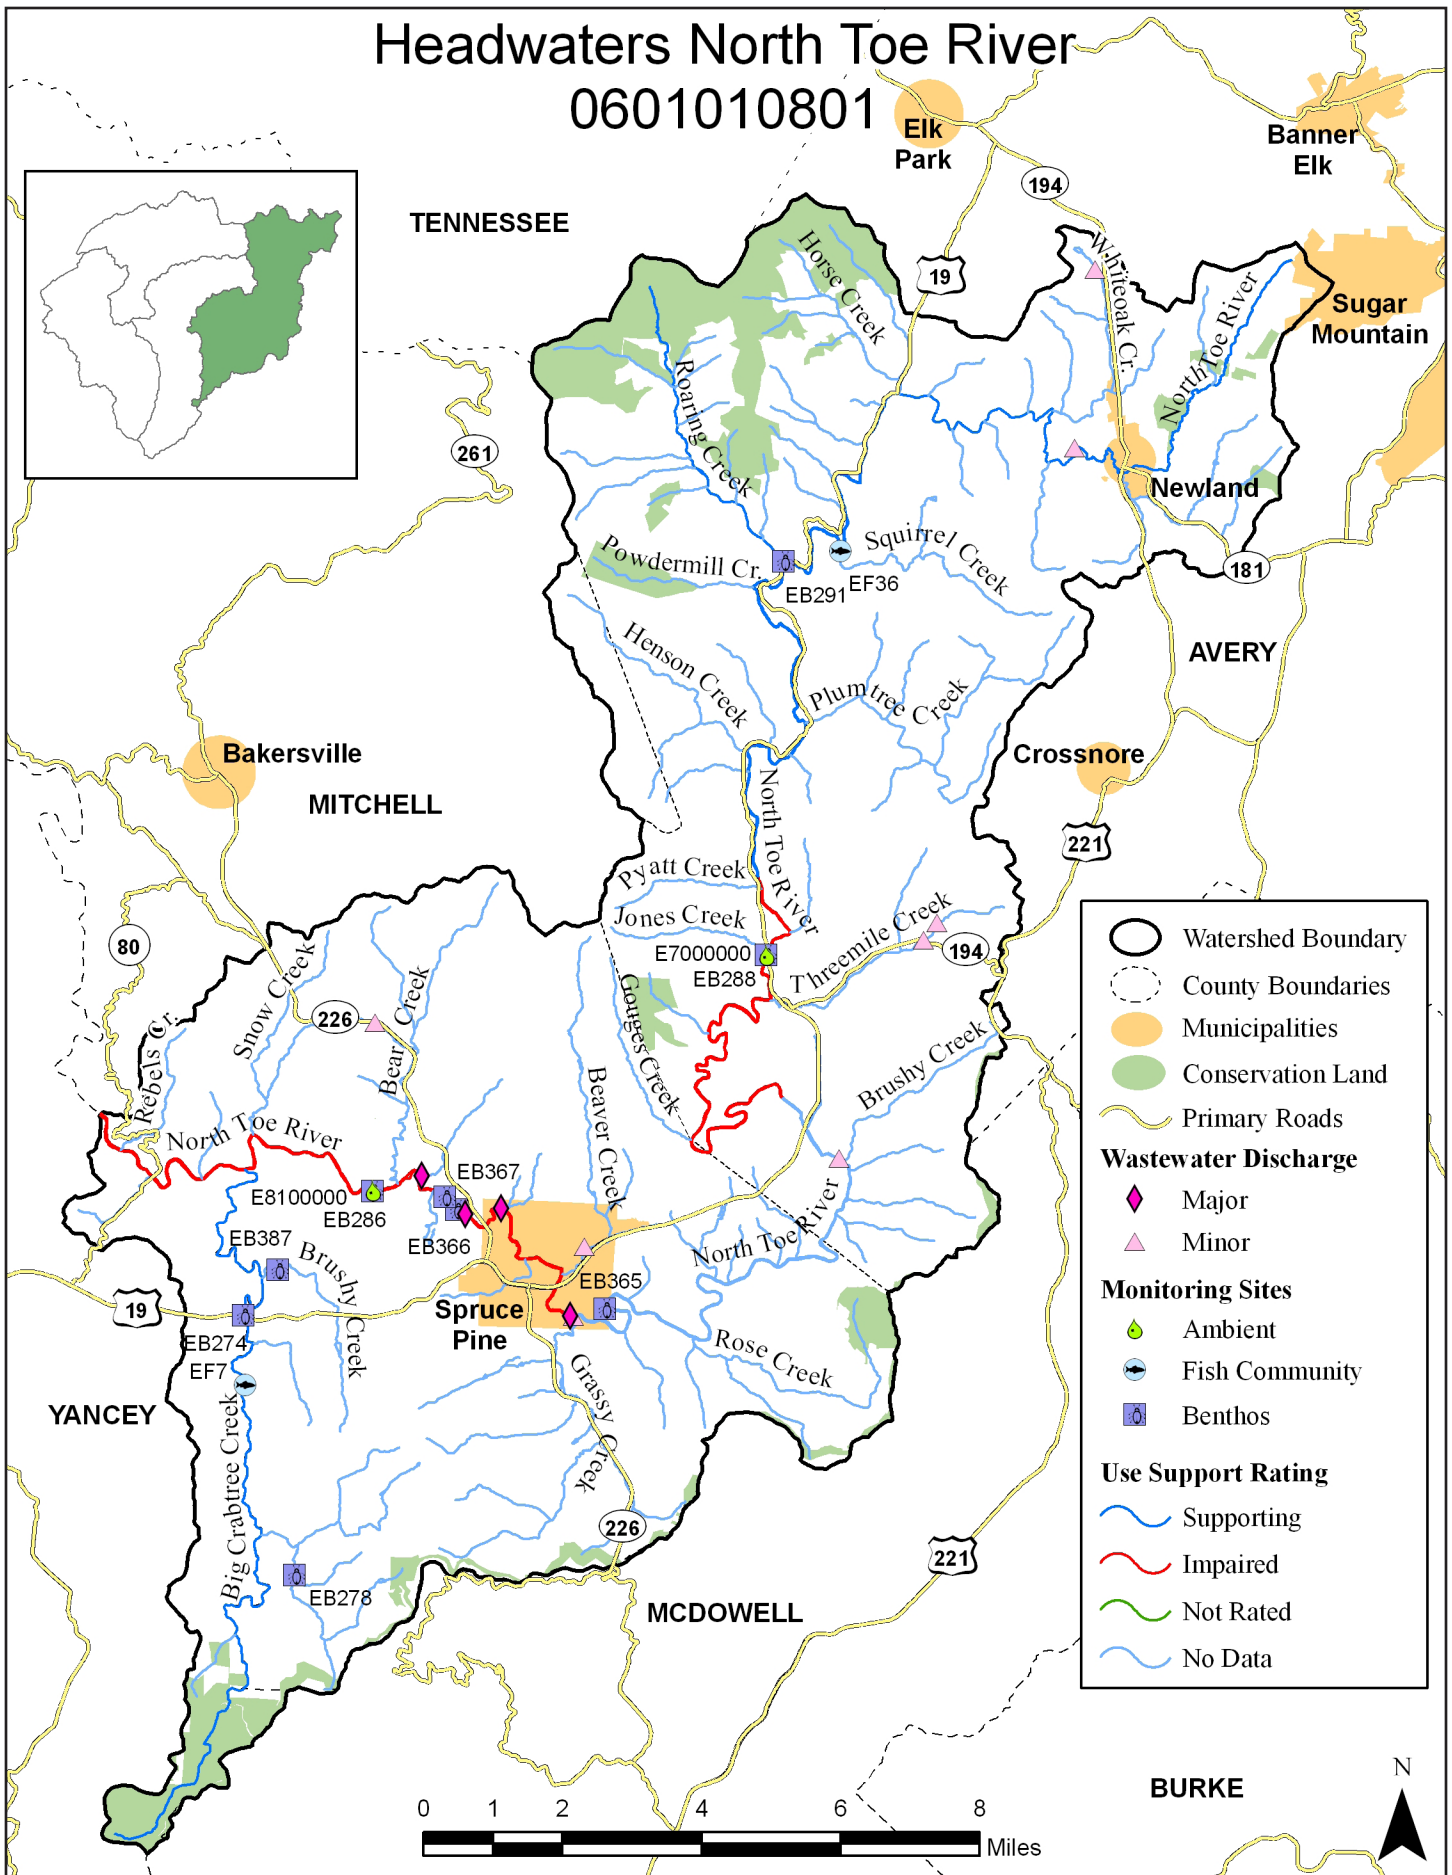 Headwaters North Toe River
0601010801
Elk
Park
Banner
Elk
194
TENNESSEE
19
Whiteoak Cr.
Horse Creek
North Toe River
Sugar
Mountain
Roaring Creek
261
Newland
Powdermill Cr.
Squirrel Creek
181
EB291
EF36
Henson Creek
AVERY
Plumtree Creek
Bakersville
Crossnore
MITCHELL
North Toe River
221
Pyatt Creek
Jones Creek
Threemile Creek
80
E7000000
EB288
194
Snow Creek
Bear Creek
Gouges Creek
226
Rebels Cr.
Beaver Creek
Brushy Creek
North Toe River
EB367
E8100000
EB286
EB387
EB366
North Toe River
Brushy Creek
EB365
19
Spruce
Pine
EB274
EF7
Rose Creek
Grassy Creek
YANCEY
Big Crabtree Creek
226
221
EB278
MCDOWELL
BURKE
Watershed Boundary
County Boundaries
Municipalities
Conservation Land
Primary Roads
Wastewater Discharge
Major
Minor
Monitoring Sites
Ambient
Fish Community
Benthos
Use Support Rating
Supporting
Impaired
Not Rated
No Data
N
0 1 2 4 6 8
Miles